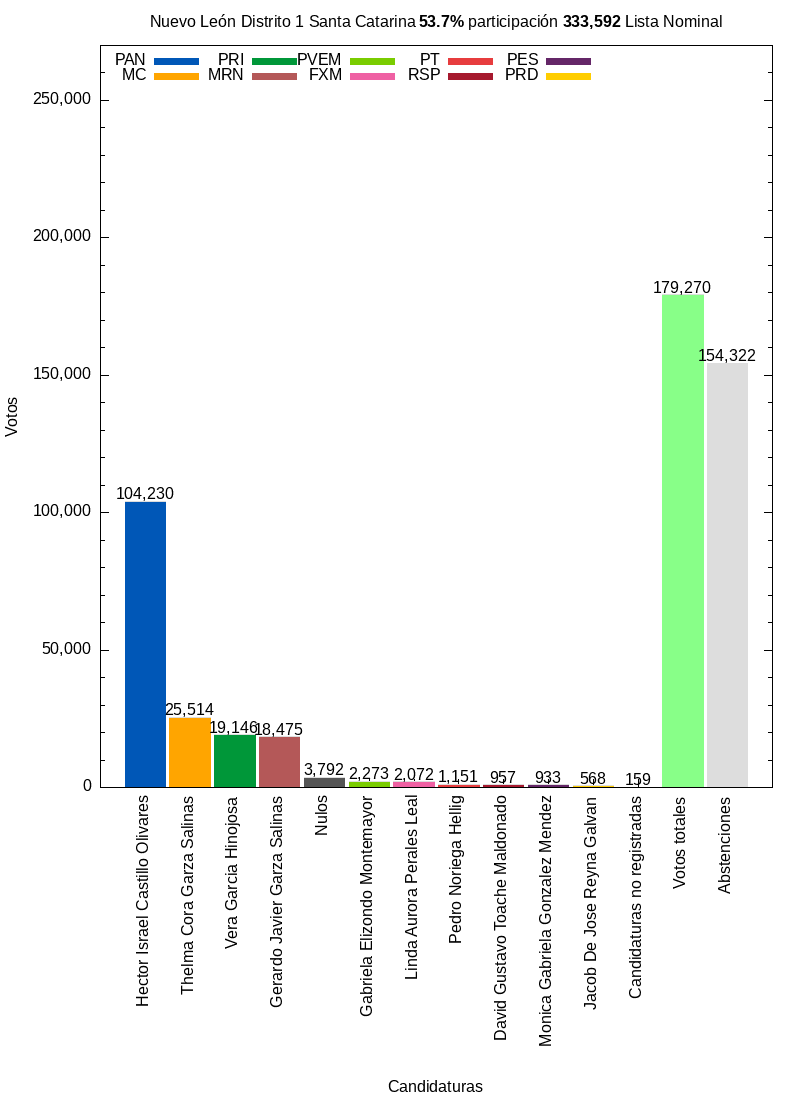 Nuevo León Distrito 1 Santa Catarina 53.7% participación 333,592 Lista Nominal
PAN PRI PVEM PT PES
MC MRN FXM RSP PRD
250,000
200,000
150,000
100,000
50,000
0
Votos
104,230
25,514
19,146
18,475
3,792
2,273
2,072
1,151
957
933
568
159
179,270
154,322
Hector Israel Castillo Olivares
Thelma Cora Garza Salinas
Vera Garcia Hinojosa
Gerardo Javier Garza Salinas
Nulos
Gabriela Elizondo Montemayor
Linda Aurora Perales Leal
Pedro Noriega Hellig
David Gustavo Toache Maldonado
Monica Gabriela Gonzalez Mendez
Jacob De Jose Reyna Galvan
Candidaturas no registradas
Votos totales
Abstenciones
Candidaturas